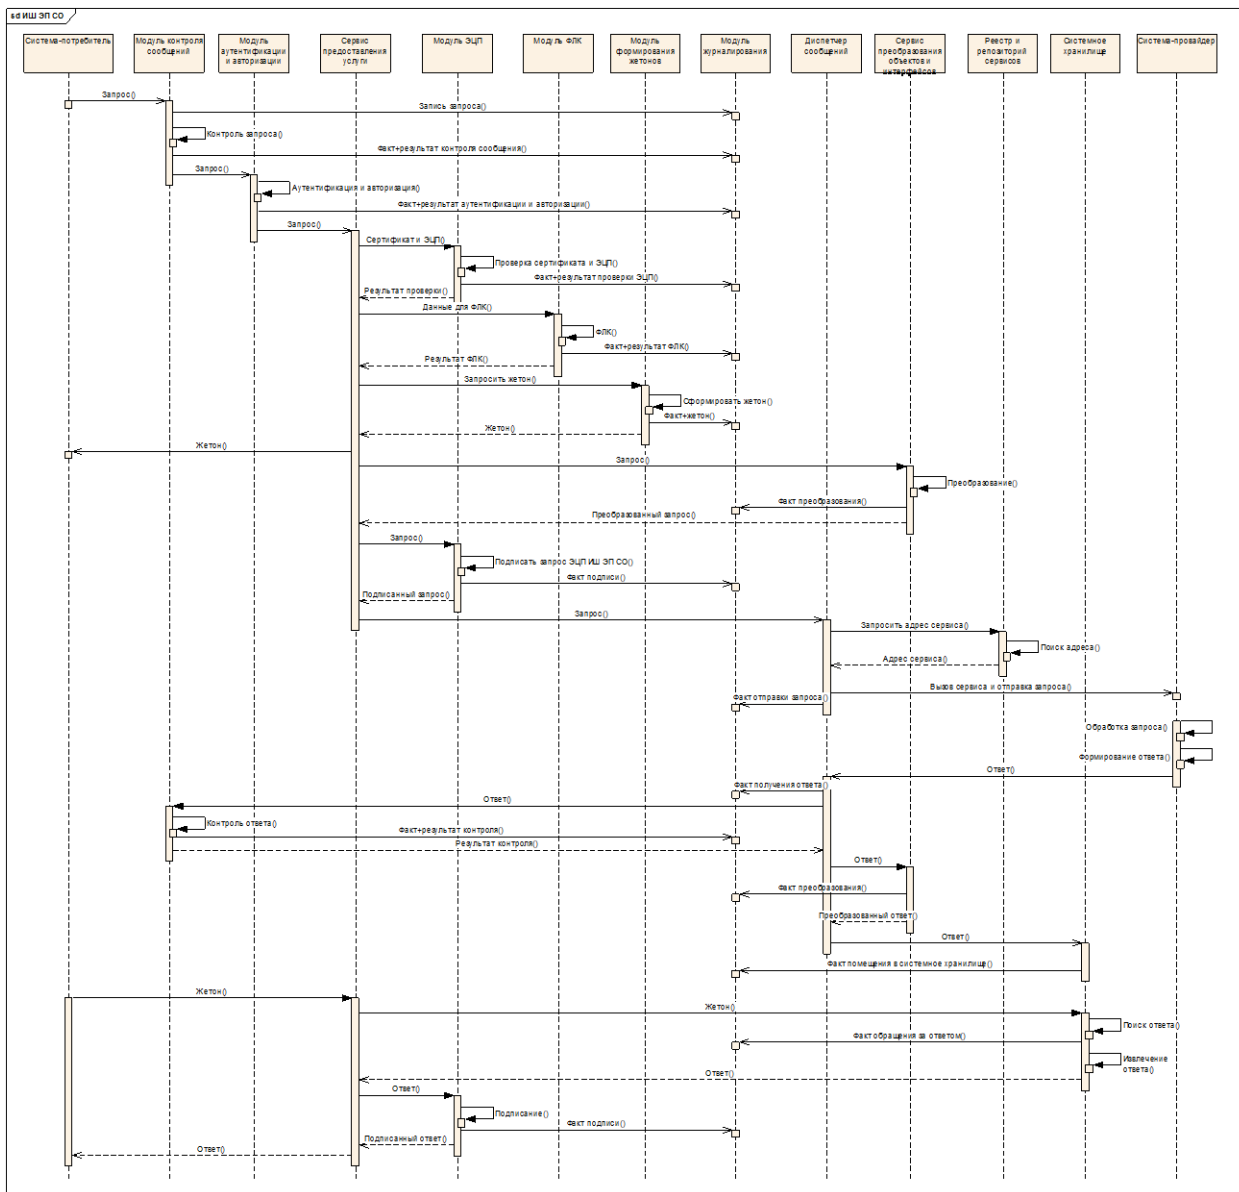 sd ИШ ЭП СО
Система-потребитель
Модуль контроля
сообщений
Модуль
аутентификации
и авторизации
Сервис
предоставления
услуги
Модуль ЭЦП
Модуль ФЛК
Модуль
формирования
жетонов
Модуль
журналирования
Диспетчер
сообщений
Сервис
преобразования
объектов и
интерфейсов
Реестр и
репозиторий
сервисов
Системное
хранилище
Система-провайдер
Запрос()
Запись запроса()
Контроль запроса()
Факт+результат контроля сообщения()
Запрос()
Аутентификация и авторизация()
Факт+результат аутентификации и авторизации()
Запрос()
Сертификат и ЭЦП()
Проверка сертификата и ЭЦП()
Факт+результат проверки ЭЦП()
Результат проверки()
Данные для ФЛК()
ФЛК()
Факт+результат ФЛК()
Результат ФЛК()
Запросить жетон()
Сформировать жетон()
Факт+жетон()
Жетон()
Жетон()
Запрос()
Преобразование()
Факт преобразования()
Преобразованный запрос()
Запрос()
Подписать запрос ЭЦП ИШ ЭП СО()
Факт подписи()
Подписанный запрос()
Запрос()
Запросить адрес сервиса()
Поиск адреса()
Адрес сервиса()
Вызов сервиса и отправка запроса()
Факт отправки запроса()
Обработка запроса()
Формирование ответа()
Ответ()
Факт получения ответа()
Ответ()
Контроль ответа()
Факт+результат контроля()
Результат контроля()
Ответ()
Факт преобразования()
Преобразованный ответ()
Ответ()
Факт помещения в системное хранилище()
Жетон()
Жетон()
Поиск ответа()
Факт обращения за ответом()
Извлечение
ответа()
Ответ()
Ответ()
Подписание()
Факт подписи()
Подписанный ответ()
Ответ()